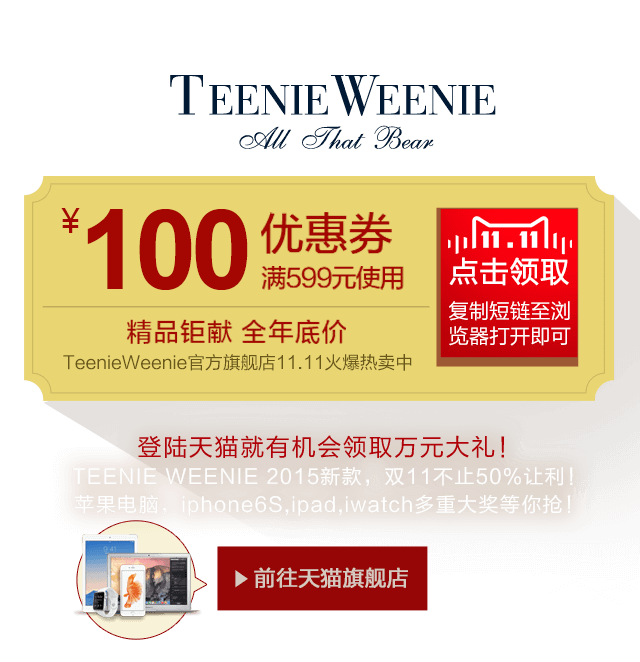 TEENIE WEENIE
All That Bear
¥100 优惠券
满599元使用
精品钜献 全年底价
TeenieWeenie官方旗舰店11.11火爆热卖中
11.11
点击领取
复制短链至浏
览器打开即可
登陆天猫就有机会领取万元大礼！
TEENIE WEENIE 2015新款，双11不止50%让利！
苹果电脑，iphone6S,ipad,iwatch多重大奖等你抢！
前往天猫旗舰店